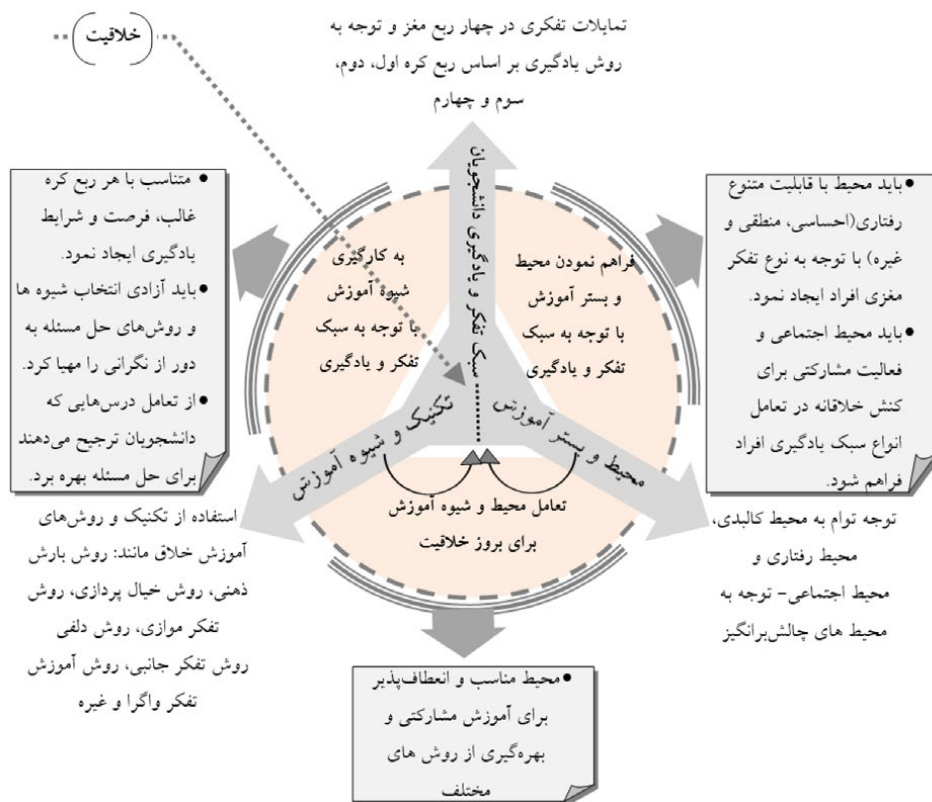 خلاقیت
تمایلات تفکری در چهار ربع مغز و توجه به
روش یادگیری بر اساس ربع کره اول، دوم،
سوم و چهارم
● باید محیط با قابلیت متنوع
رفتاری(احساسی، منطقی و
غیره) با توجه به نوع تفکر
مغزی افراد ایجاد نمود.
● باید محیط اجتماعی و
فعالیت مشارکتی برای
کنش خلاقانه در تعامل
انواع سبک یادگیری افراد
فراهم شود.
● متناسب با هر ربع کره
غالب، فرصت و شرایط
یادگیری ایجاد نمود.
● باید آزادی انتخاب شیوه ها
و روش‌های حل مسئله به
دور از نگرانی را مهیا کرد.
● از تعامل درس‌هایی که
دانشجویان ترجیح می‌دهند
برای حل مسئله بهره برد.
سبک تفکر و یادگیری دانشجویان
فراهم نمودن محیط
و بستر آموزش
با توجه به سبک
تفکر و یادگیری
به کارگیری
شیوه آموزش
با توجه به سبک
تفکر و یادگیری
محیط و بستر آموزش
تکنیک و شیوه آموزش
تعامل محیط و شیوه آموزش
برای بروز خلاقیت
توجه توام به محیط کالبدی،
محیط رفتاری و
محیط اجتماعی- توجه به
محیط های چالش‌برانگیز
استفاده از تکنیک و روش‌های
آموزش خلاق مانند: روش بارش
ذهنی، روش خیال پردازی، روش
تفکر موازی، روش دلفی
روش تفکر جانبی، روش آموزش
تفکر واگرا و غیره
● محیط مناسب و انعطاف‌پذیر
برای آموزش مشارکتی و
بهره‌گیری از روش های
مختلف